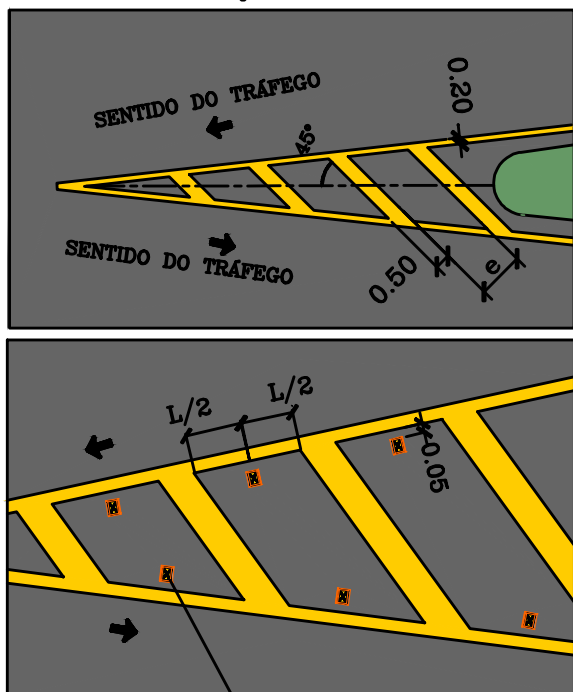 SENTIDO DO TRÁFEGO
0.20
45°
SENTIDO DO TRÁFEGO
0.50
e
L/2
L/2
0.05